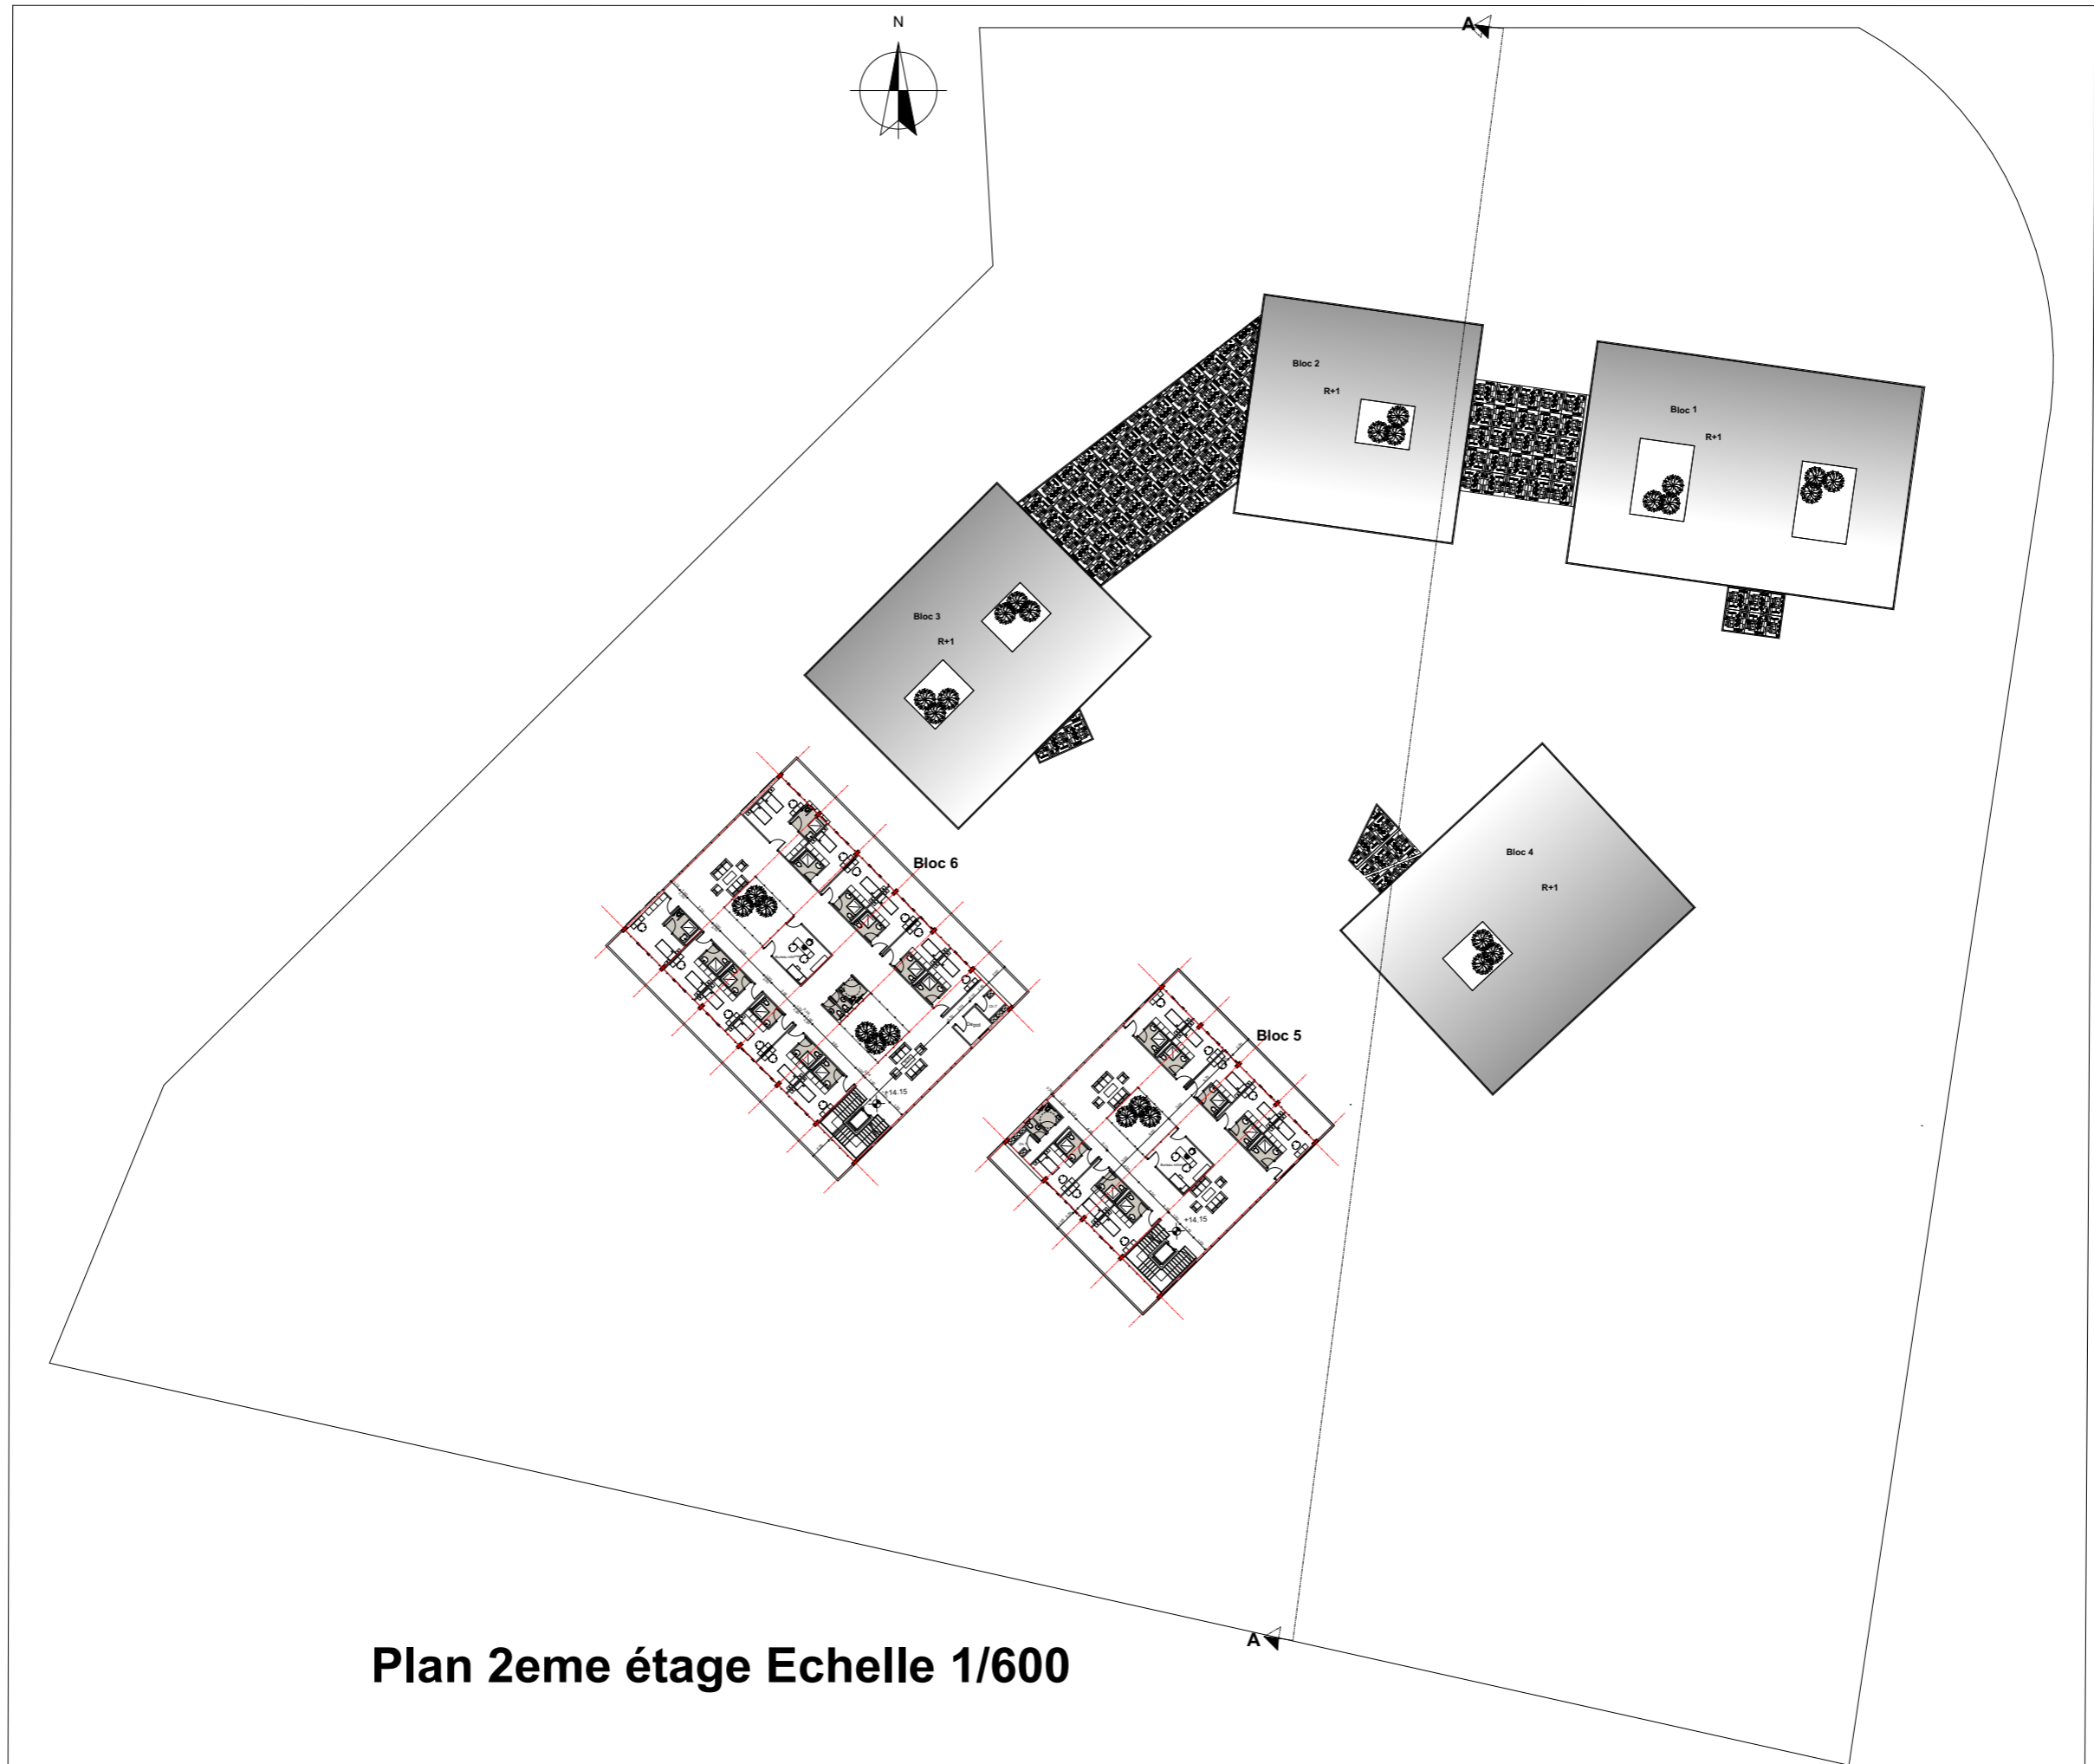 N
A
Bloc 2
R+1
Bloc 1
R+1
Bloc 3
R+1
Bloc 4
R+1
Bloc 6
Bloc 5
+14.15
+14.15
A
Plan 2eme étage Echelle 1/600